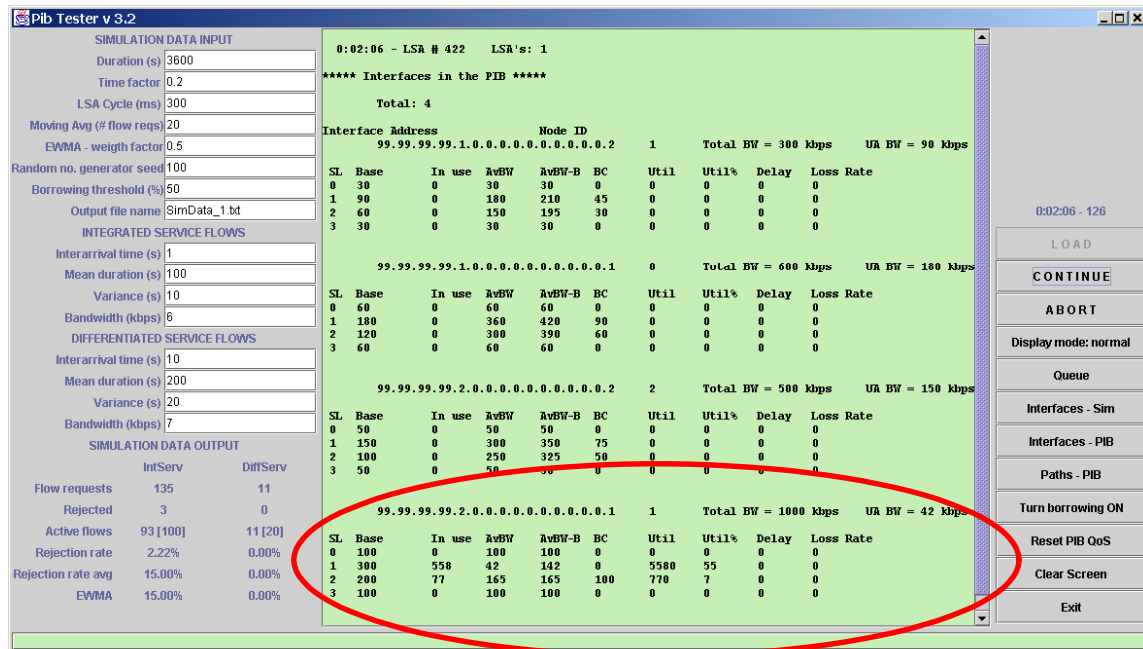 Pib Tester v 3.2
SIMULATION DATA INPUT
Duration (s) 3600
Time factor 0.2
LSA Cycle (ms) 300
Moving Avg (# flow reqs) 20
EWMA - weigth factor 0.5
Random no. generator seed 100
Borrowing threshold (%) 50
Output file name SimData_1.txt
INTEGRATED SERVICE FLOWS
Interarrival time (s) 1
Mean duration (s) 100
Variance (s) 10
Bandwidth (kbps) 6
DIFFERENTIATED SERVICE FLOWS
Interarrival time (s) 10
Mean duration (s) 200
Variance (s) 20
Bandwidth (kbps) 7
SIMULATION DATA OUTPUT
IntServ DiffServ
Flow requests 135 11
Rejected 3 0
Active flows 93 [100] 11 [20]
Rejection rate 2.22% 0.00%
Rejection rate avg 15.00% 0.00%
EWMA 15.00% 0.00%
0:02:06 - LSA # 422 LSA's: 1
***** Interfaces in the PIB *****
Total: 4
Interface Address Node ID
99.99.99.99.1.0.0.0.0.0.0.0.0.0.0.2 1 Total BW = 300 kbps UA BW = 90 kbps
SL Base In use AvBW AvBW-B BC Util Util% Delay Loss Rate
0 30 0 30 30 0 0 0 0 0
1 90 0 180 210 45 0 0 0 0
2 60 0 150 195 30 0 0 0 0
3 30 0 30 30 0 0 0 0 0
99.99.99.99.1.0.0.0.0.0.0.0.0.0.0.1 0 Total BW = 600 kbps UA BW = 180 kbps
SL Base In use AvBW AvBW-B BC Util Util% Delay Loss Rate
0 60 0 60 60 0 0 0 0 0
1 180 0 360 420 90 0 0 0 0
2 120 0 300 390 60 0 0 0 0
3 60 0 60 60 0 0 0 0 0
99.99.99.99.2.0.0.0.0.0.0.0.0.0.0.2 2 Total BW = 500 kbps UA BW = 150 kbps
SL Base In use AvBW AvBW-B BC Util Util% Delay Loss Rate
0 50 0 50 50 0 0 0 0 0
1 150 0 300 350 75 0 0 0 0
2 100 0 250 325 50 0 0 0 0
3 50 0 50 50 0 0 0 0 0
99.99.99.99.2.0.0.0.0.0.0.0.0.0.0.1 1 Total BW = 1000 kbps UA BW = 42 kbps
SL Base In use AvBW AvBW-B BC Util Util% Delay Loss Rate
0 100 0 100 100 0 0 0 0 0
1 300 558 42 142 0 5580 55 0 0
2 200 77 165 165 100 770 7 0 0
3 100 0 100 100 0 0 0 0 0
0:02:06 - 126
LOAD
CONTINUE
ABORT
Display mode: normal
Queue
Interfaces - Sim
Interfaces - PIB
Paths - PIB
Turn borrowing ON
Reset PIB QoS
Clear Screen
Exit